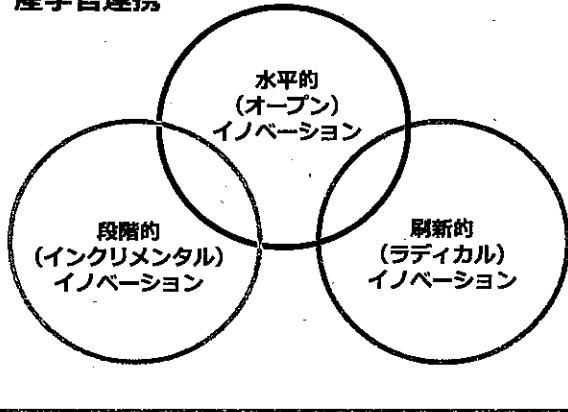 産学官連携
水平的
（オープン）
イノベーション
段階的
（インクリメンタル）
イノベーション
刷新的
（ラディカル）
イノベーション